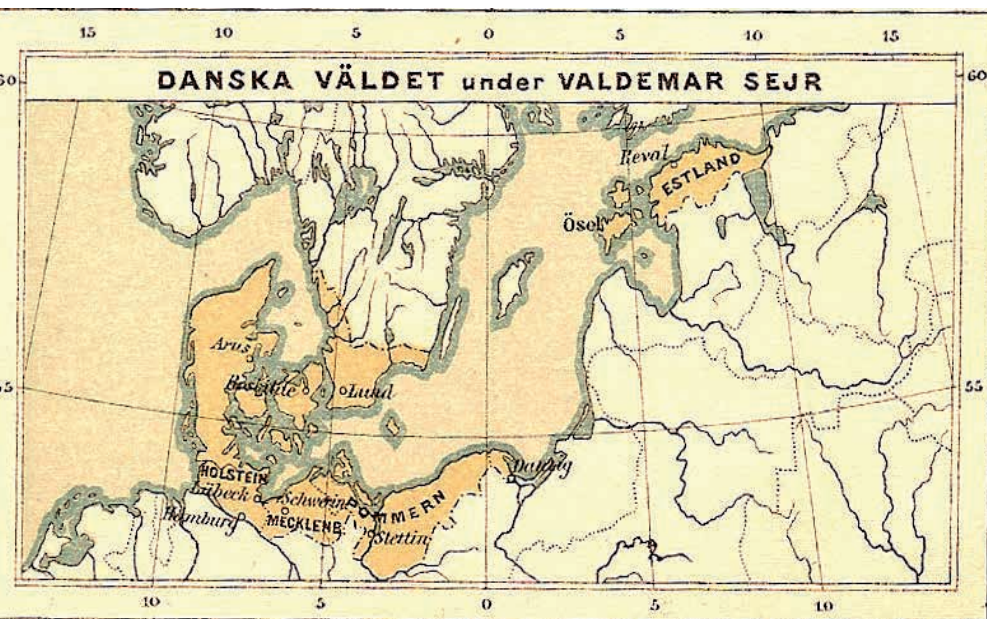 15 10 5 0 5 10 15
60 60
DANSKA VÄLDET under VALDEMAR SEJR
Reval
ESTLAND
Ösel
Arus
55 55
Roskilde
Lund
HOLSTEIN
Danzig
Lübeck
Schwerin
POMMERN
Hamburg
MECKLENB.
Stettin
10 5 0 5 10